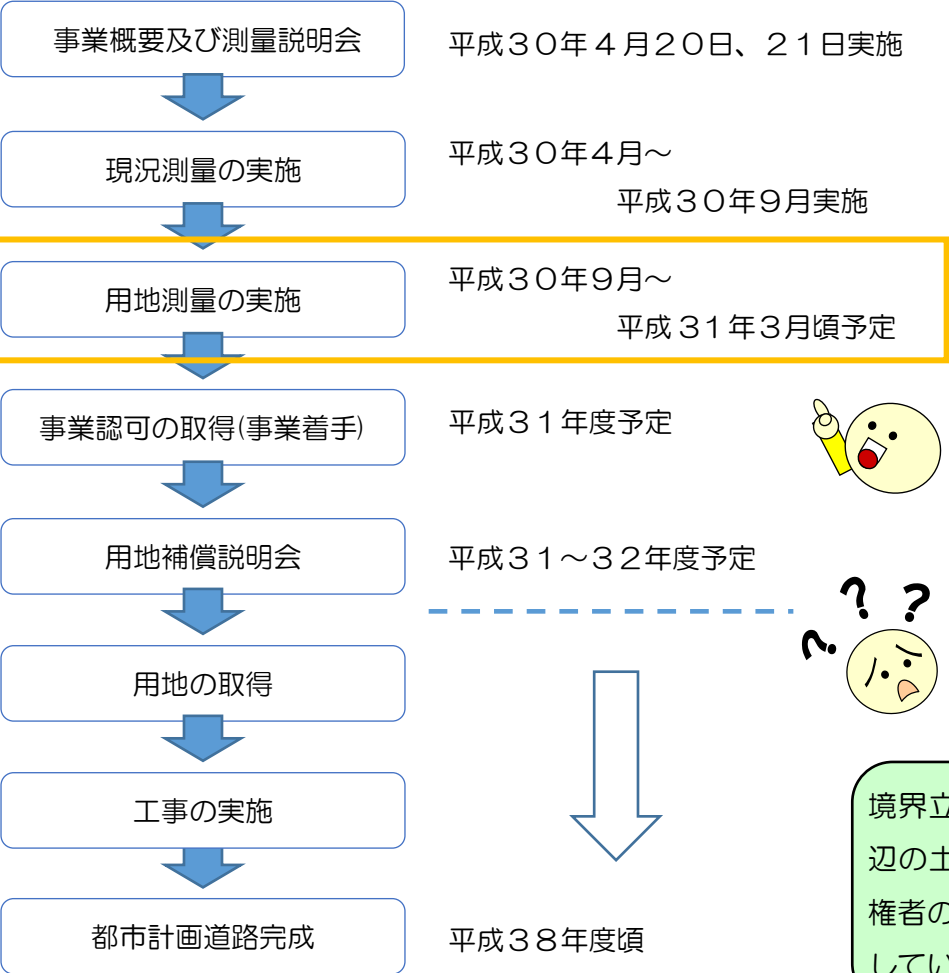 事業概要及び測量説明会
平成３０年４月２０日、２１日実施
現況測量の実施
平成３０年４月～
平成３０年９月実施
用地測量の実施
平成３０年９月～
平成３１年３月頃予定
事業認可の取得(事業着手)
平成３１年度予定
用地補償説明会
平成３１～３２年度予定
？？？
用地の取得
工事の実施
境界立
辺の土
権者の
してい
都市計画道路完成
平成３８年度頃